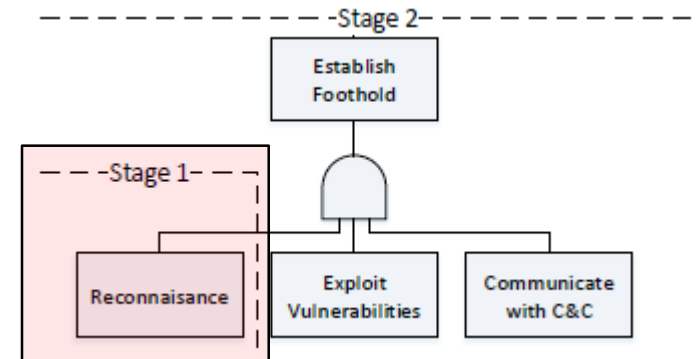 Stage 2
Establish
Foothold
Stage 1
Reconnaisance
Exploit
Vulnerabilities
Communicate
with C&C